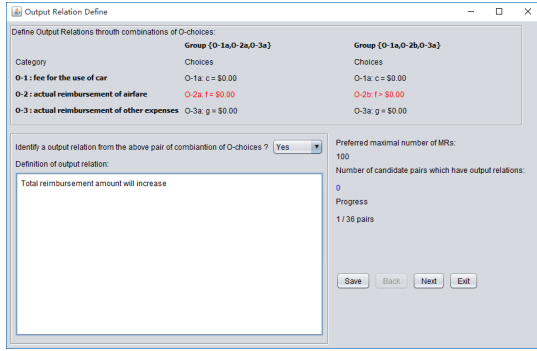 Output Relation Define
Define Output Relations throuth combinations of O-choices:
Group {O-1a,O-2a,O-3a} Group {O-1a,O-2b,O-3a}
Category Choices Choices
O-1 : fee for the use of car O-1a: c = $0.00 O-1a: c = $0.00
O-2 : actual reimbursement of airfare O-2a: f = $0.00 O-2b: f > $0.00
O-3 : actual reimbursement of other expenses O-3a: g = $0.00 O-3a: g = $0.00
Identify a output relation from the above pair of combiantion of O-choices ? Yes
Definition of output relation:
Total reimbursement amount will increase
Preferred maximal number of MRs:
100
Number of candidate pairs which have output relations:
0
Progress
1 / 36 pairs
Save Back Next Exit